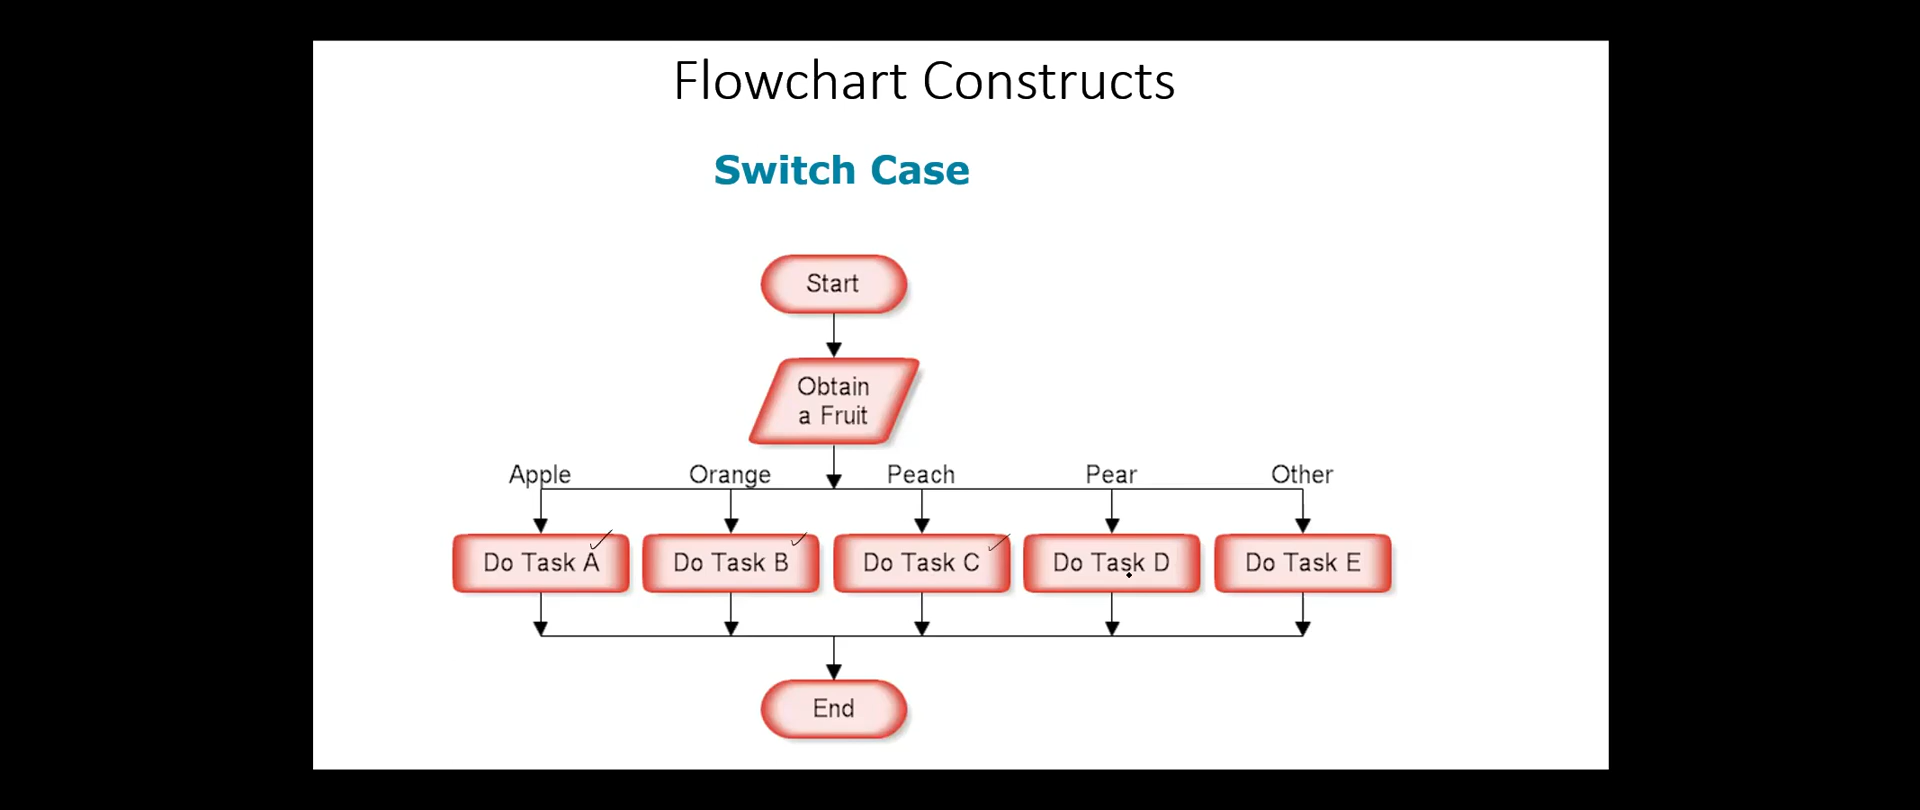 Flowchart Constructs
Switch Case
Start
Obtain
a Fruit
Apple Orange Peach Pear Other
Do Task A Do Task B Do Task C Do Task D Do Task E
End